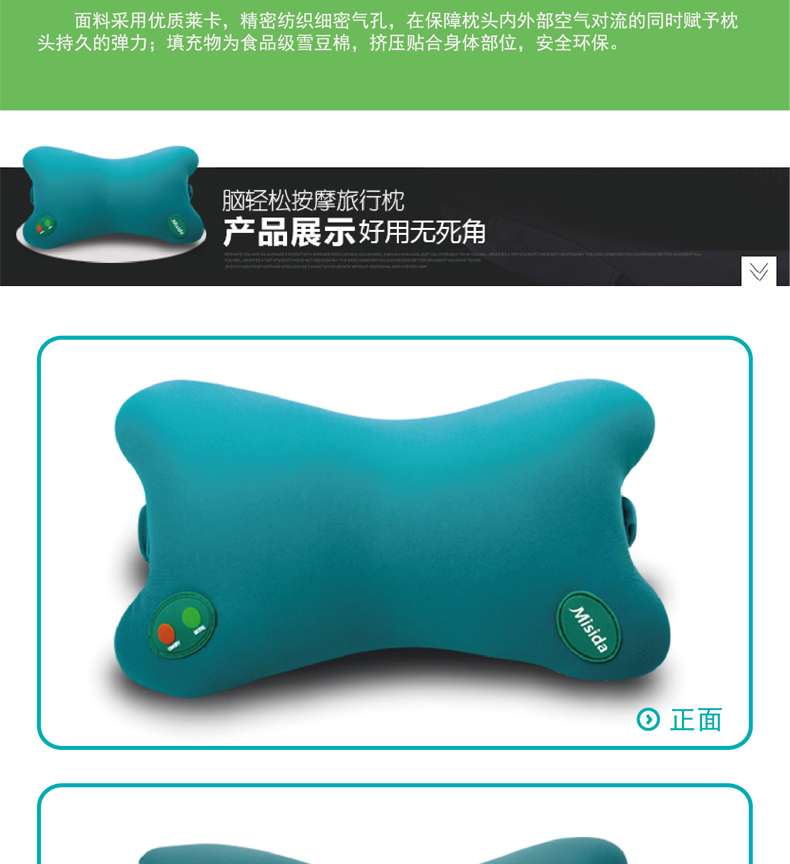 面料采用优质莱卡，精密纺织细密气孔，在保障枕头内外部空气对流的同时赋予枕
头持久的弹力；填充物为食品级雪豆棉，挤压贴合身体部位，安全环保。
脑轻松按摩旅行枕
产品展示好用无死角
Misida
Misida
正面